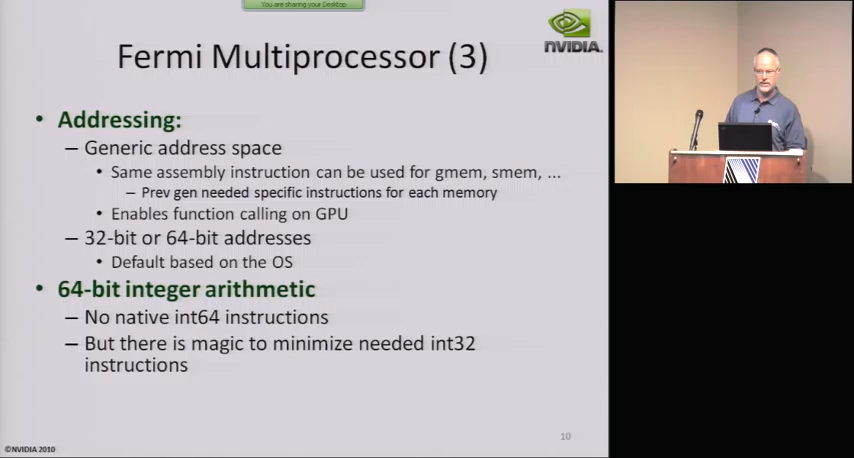 You are sharing your Desktop
Fermi Multiprocessor (3)
NVIDIA.
• Addressing:
– Generic address space
• Same assembly instruction can be used for gmem, smem, ...
– Prev gen needed specific instructions for each memory
• Enables function calling on GPU
– 32-bit or 64-bit addresses
• Default based on the OS
• 64-bit integer arithmetic
– No native int64 instructions
– But there is magic to minimize needed int32
instructions
10
©NVIDIA 2010